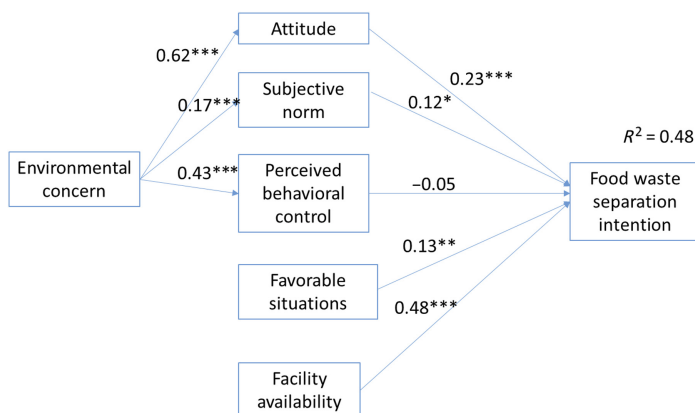 Attitude
0.62***
0.23***
Subjective
norm
0.17***
0.12*
R² = 0.48
Environmental
concern
0.43***
Perceived
behavioral
control
−0.05
Food waste
separation
intention
0.13**
Favorable
situations
0.48***
Facility
availability